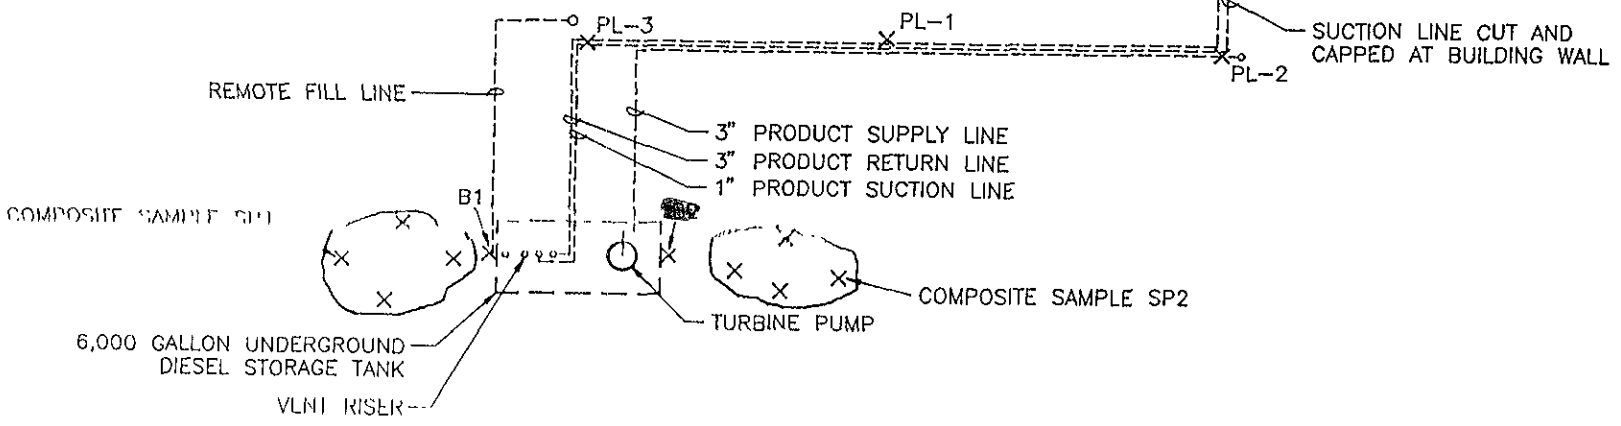 PL-3
PL-1
SUCTION LINE CUT AND
CAPPED AT BUILDING WALL
PL-2
REMOTE FILL LINE
3" PRODUCT SUPPLY LINE
3" PRODUCT RETURN LINE
1" PRODUCT SUCTION LINE
B1
COMPOSITE SAMPLE SP1
COMPOSITE SAMPLE SP2
TURBINE PUMP
6,000 GALLON UNDERGROUND
DIESEL STORAGE TANK
VENT RISER